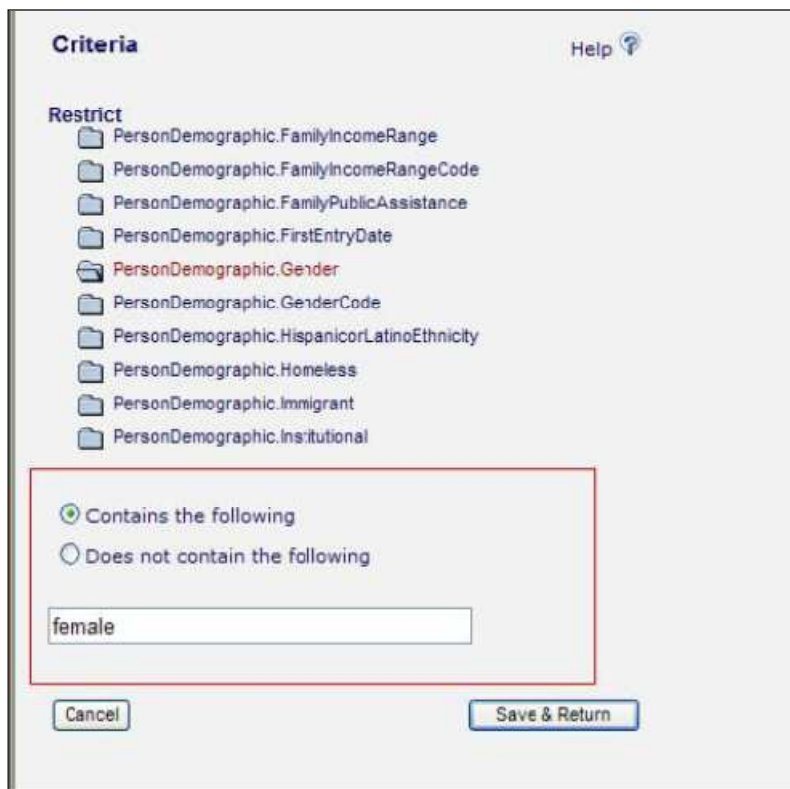 Criteria
Help
Restrict
PersonDemographic.FamilyIncomeRange
PersonDemographic.FamilyIncomeRangeCode
PersonDemographic.FamilyPublicAssistance
PersonDemographic.FirstEntryDate
PersonDemographic.Gender
PersonDemographic.GenderCode
PersonDemographic.HispanicorLatinoEthnicity
PersonDemographic.Homeless
PersonDemographic.Immigrant
PersonDemographic.Institutional
Contains the following
Does not contain the following
female
Cancel Save & Return